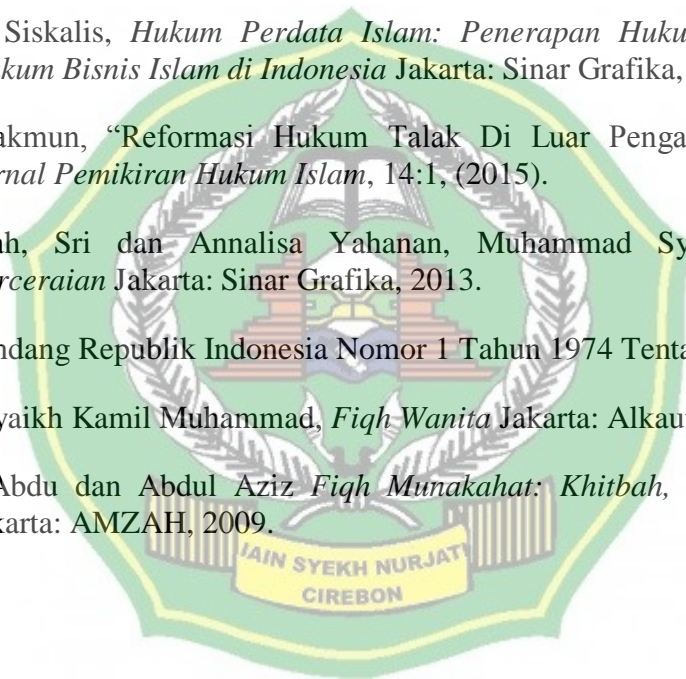 Siskalis, Hukum Perdata Islam: Penerapan Huku
kum Bisnis Islam di Indonesia Jakarta: Sinar Grafika,
akmun, “Reformasi Hukum Talak Di Luar Penga
rnal Pemikiran Hukum Islam, 14:1, (2015).
ah, Sri dan Annalisa Yahanan, Muhammad Sy
rceraian Jakarta: Sinar Grafika, 2013.
ndang Republik Indonesia Nomor 1 Tahun 1974 Tenta
yaikh Kamil Muhammad, Fiqh Wanita Jakarta: Alkau
Abdu dan Abdul Aziz Fiqh Munakahat: Khitbah,
karta: AMZAH, 2009.
IAIN SYEKH NURJATI
CIREBON